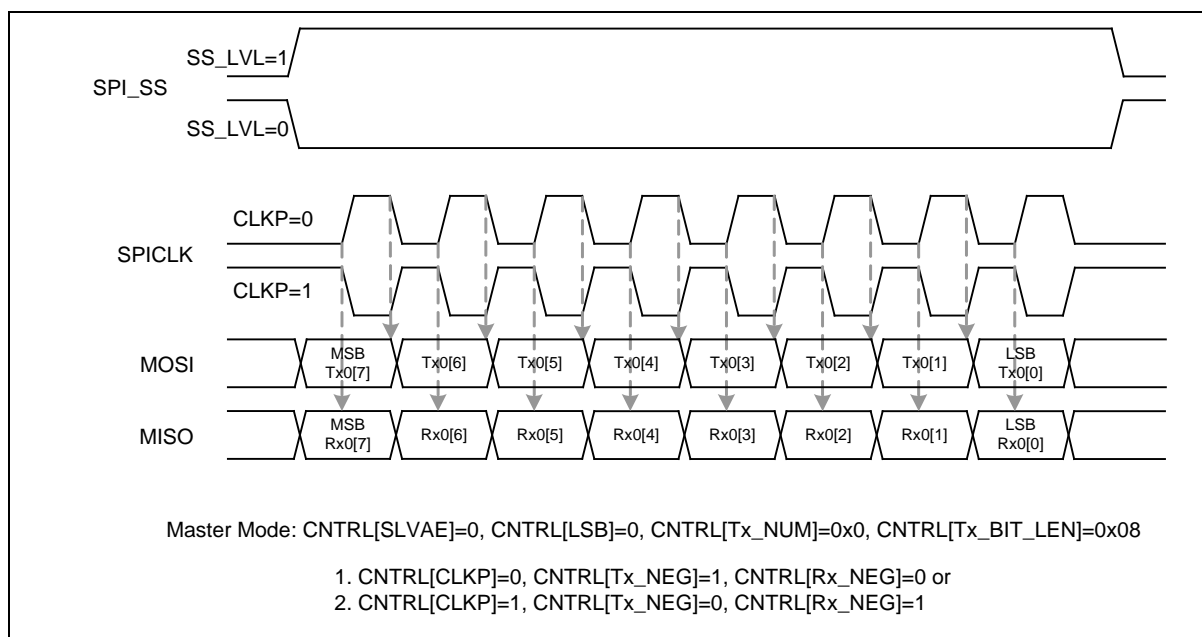 SS_LVL=1
SPI_SS
SS_LVL=0
CLKP=0
SPICLK
CLKP=1
MOSI
MSB
Tx0[7]
Tx0[6]
Tx0[5]
Tx0[4]
Tx0[3]
Tx0[2]
Tx0[1]
LSB
Tx0[0]
MISO
MSB
Rx0[7]
Rx0[6]
Rx0[5]
Rx0[4]
Rx0[3]
Rx0[2]
Rx0[1]
LSB
Rx0[0]
Master Mode: CNTRL[SLVAE]=0, CNTRL[LSB]=0, CNTRL[Tx_NUM]=0x0, CNTRL[Tx_BIT_LEN]=0x08
1. CNTRL[CLKP]=0, CNTRL[Tx_NEG]=1, CNTRL[Rx_NEG]=0 or
2. CNTRL[CLKP]=1, CNTRL[Tx_NEG]=0, CNTRL[Rx_NEG]=1